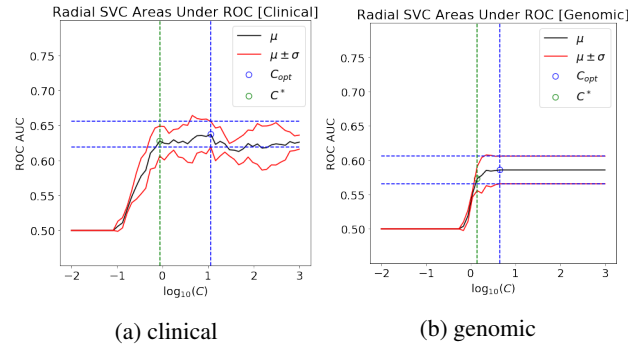 Radial SVC Areas Under ROC [Clinical]
ROC AUC
0.75
0.70
0.65
0.60
0.55
0.50
μ
μ ± σ
C_opt
C*
-2
-1
0
1
2
3
log₁₀(C)
(a) clinical
Radial SVC Areas Under ROC [Genomic]
ROC AUC
0.75
0.70
0.65
0.60
0.55
0.50
μ
μ ± σ
C_opt
C*
-2
-1
0
1
2
3
log₁₀(C)
(b) genomic